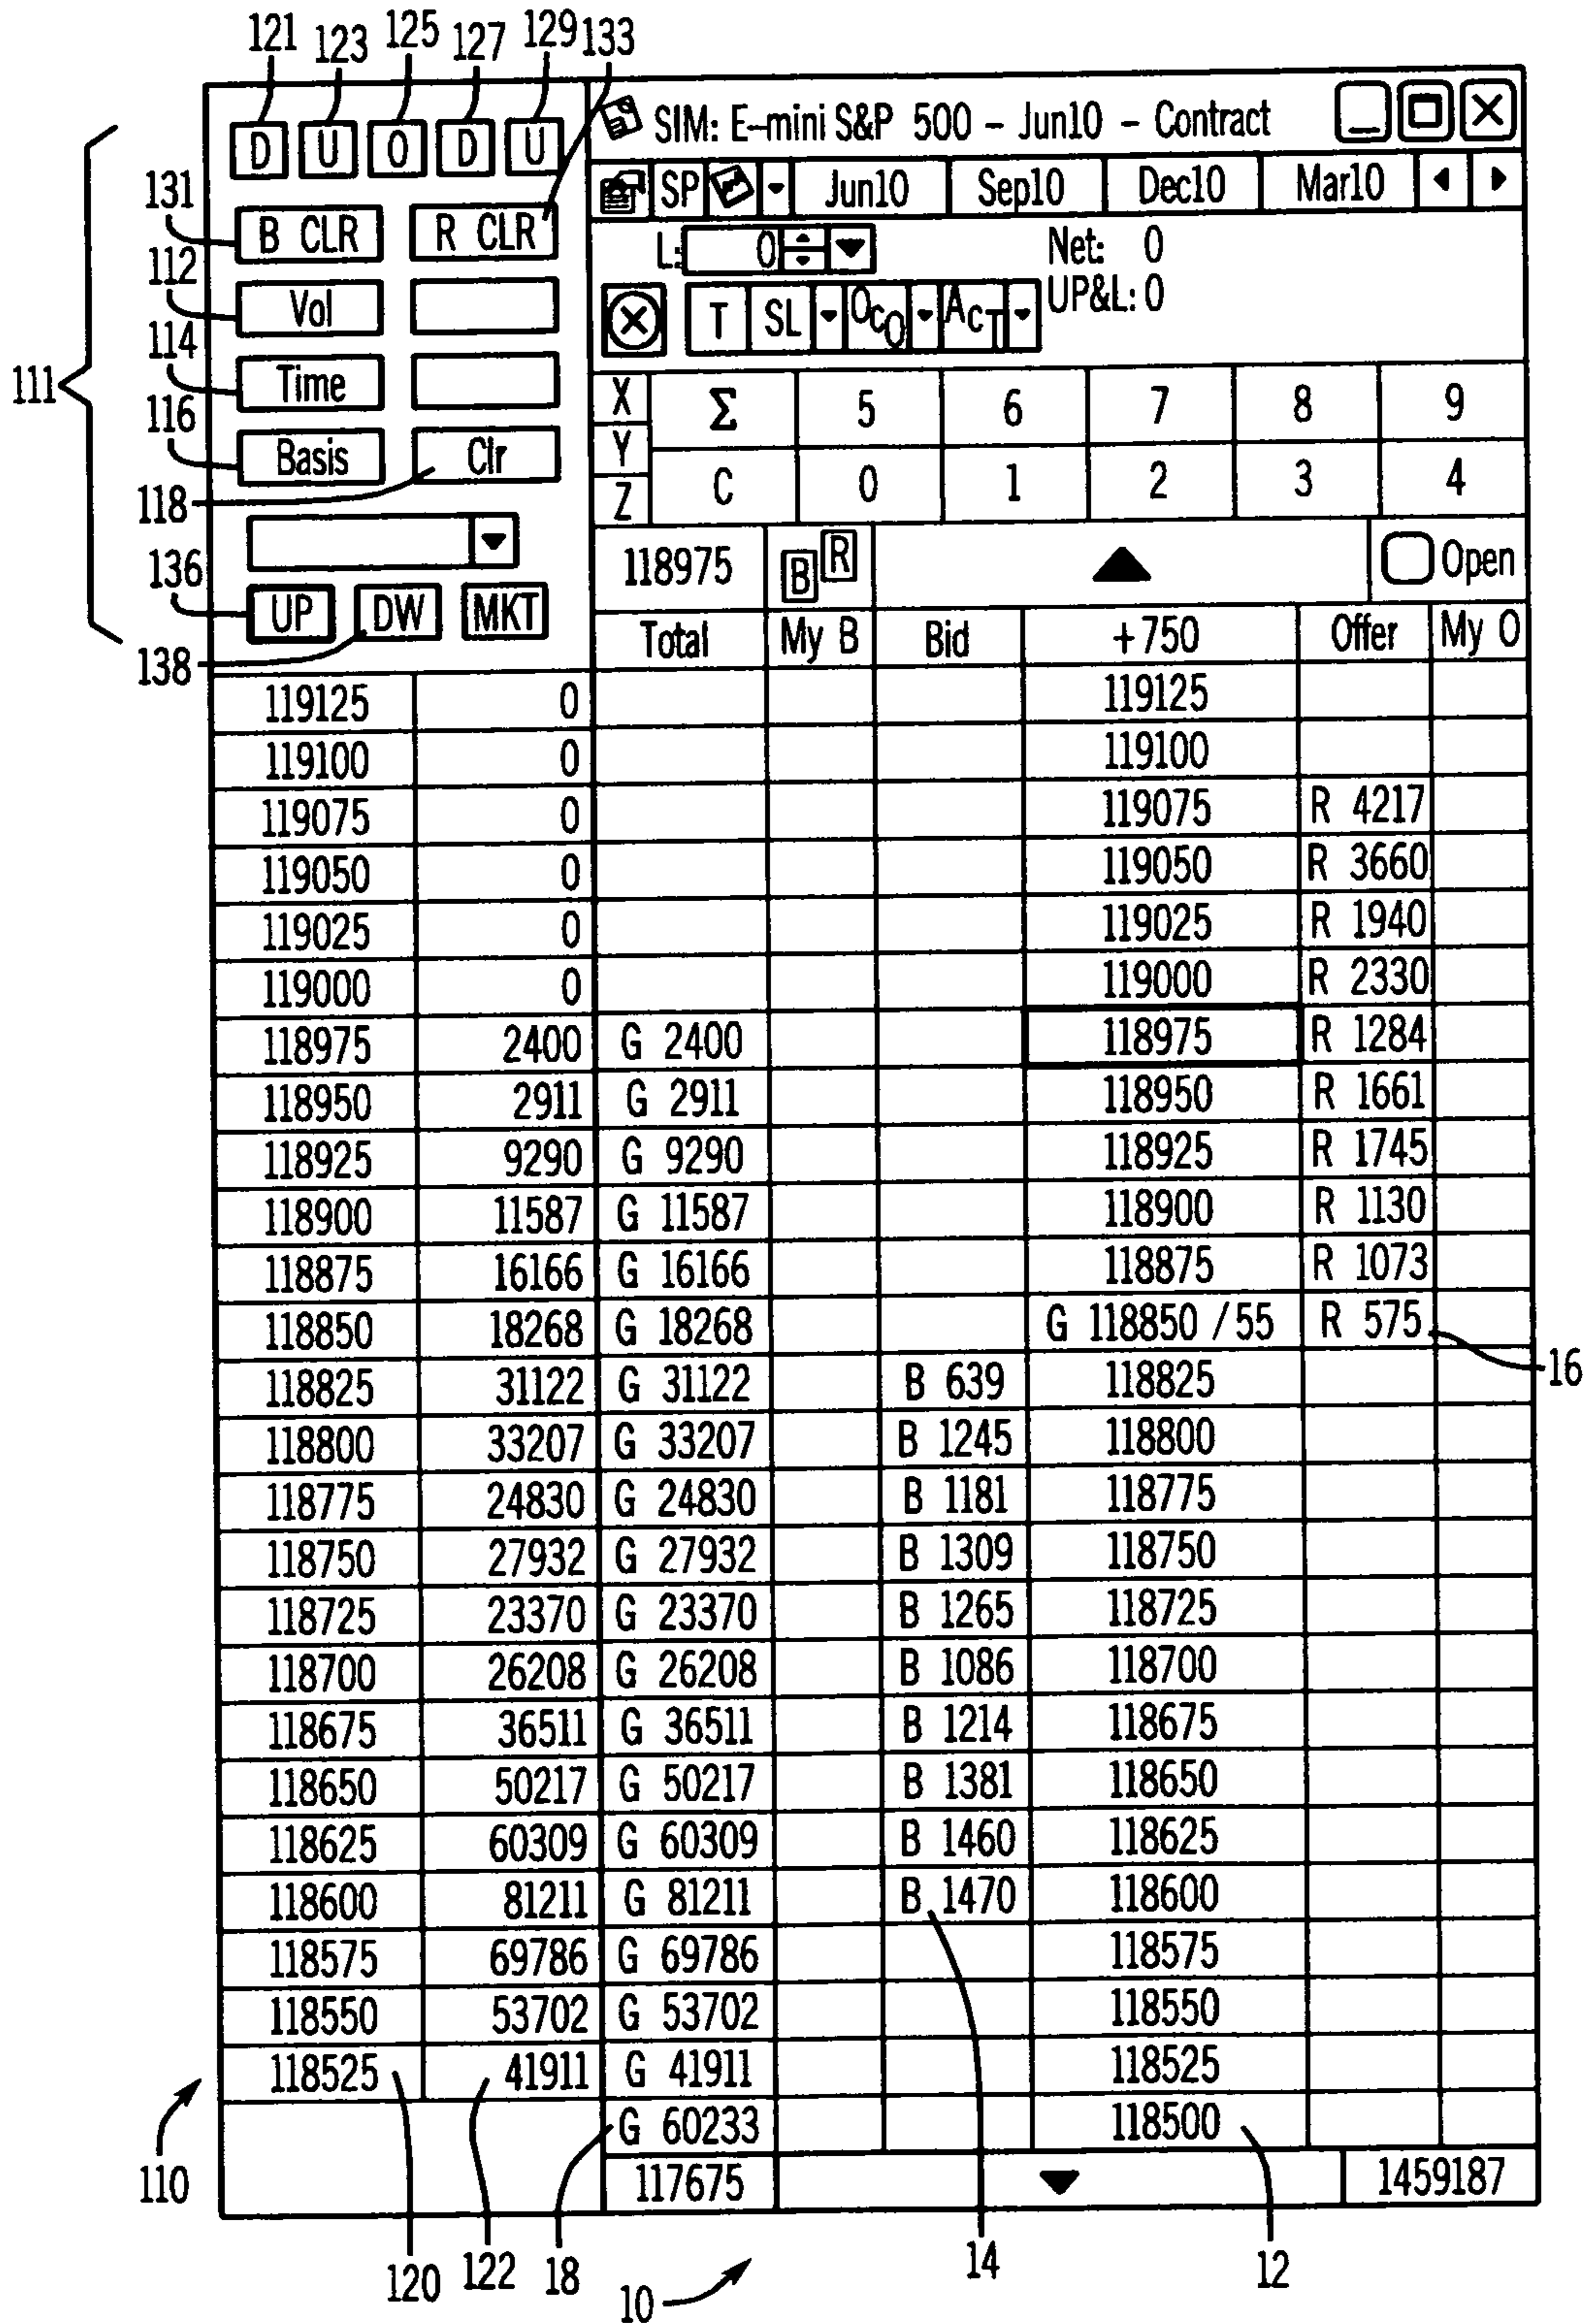 121 123 125 127 129 133
D U O D U
SIM: E-mini S&P 500 - Jun10 - Contract
SP Jun10 Sep10 Dec10 Mar10
131 B CLR R CLR
L: 0 Net: 0
112 Vol
UP&L: 0
T SL OCO ACT
111
114 Time
X Σ 5 6 7 8 9
116 Basis Clr
Y
Z C 0 1 2 3 4
118
118975 B R Open
136 UP DW MKT
138
Total My B Bid +750 Offer My O
119125 0 119125
119100 0 119100
119075 0 119075 R 4217
119050 0 119050 R 3660
119025 0 119025 R 1940
119000 0 119000 R 2330
118975 2400 G 2400 118975 R 1284
118950 2911 G 2911 118950 R 1661
118925 9290 G 9290 118925 R 1745
118900 11587 G 11587 118900 R 1130
118875 16166 G 16166 118875 R 1073
118850 18268 G 18268 G 118850 / 55 R 575
16
118825 31122 G 31122 B 639 118825
118800 33207 G 33207 B 1245 118800
118775 24830 G 24830 B 1181 118775
118750 27932 G 27932 B 1309 118750
118725 23370 G 23370 B 1265 118725
118700 26208 G 26208 B 1086 118700
118675 36511 G 36511 B 1214 118675
118650 50217 G 50217 B 1381 118650
118625 60309 G 60309 B 1460 118625
118600 81211 G 81211 B 1470 118600
118575 69786 G 69786 118575
118550 53702 G 53702 118550
118525 41911 G 41911 118525
G 60233 118500
110
117675 1459187
120 122 18 10 14 12